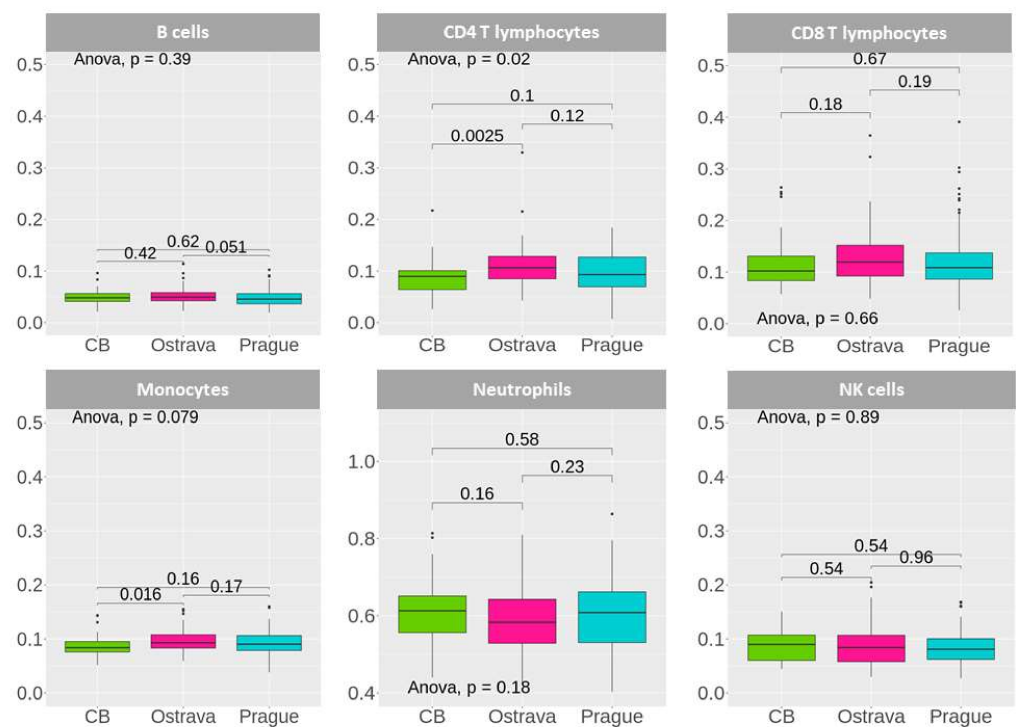 B cells
Anova, p = 0.39
0.5
0.4
0.3
0.2
0.1
0.0
0.62
0.42
0.051
CB Ostrava Prague
CD4 T lymphocytes
Anova, p = 0.02
0.5
0.4
0.3
0.2
0.1
0.0
0.1
0.12
0.0025
CB Ostrava Prague
CD8 T lymphocytes
0.5
0.4
0.3
0.2
0.1
0.0
0.67
0.19
0.18
Anova, p = 0.66
CB Ostrava Prague
Monocytes
Anova, p = 0.079
0.5
0.4
0.3
0.2
0.1
0.0
0.16
0.016
0.17
CB Ostrava Prague
Neutrophils
1.0
0.8
0.6
0.4
0.58
0.23
0.16
Anova, p = 0.18
CB Ostrava Prague
NK cells
Anova, p = 0.89
0.5
0.4
0.3
0.2
0.1
0.0
0.54
0.54
0.96
CB Ostrava Prague